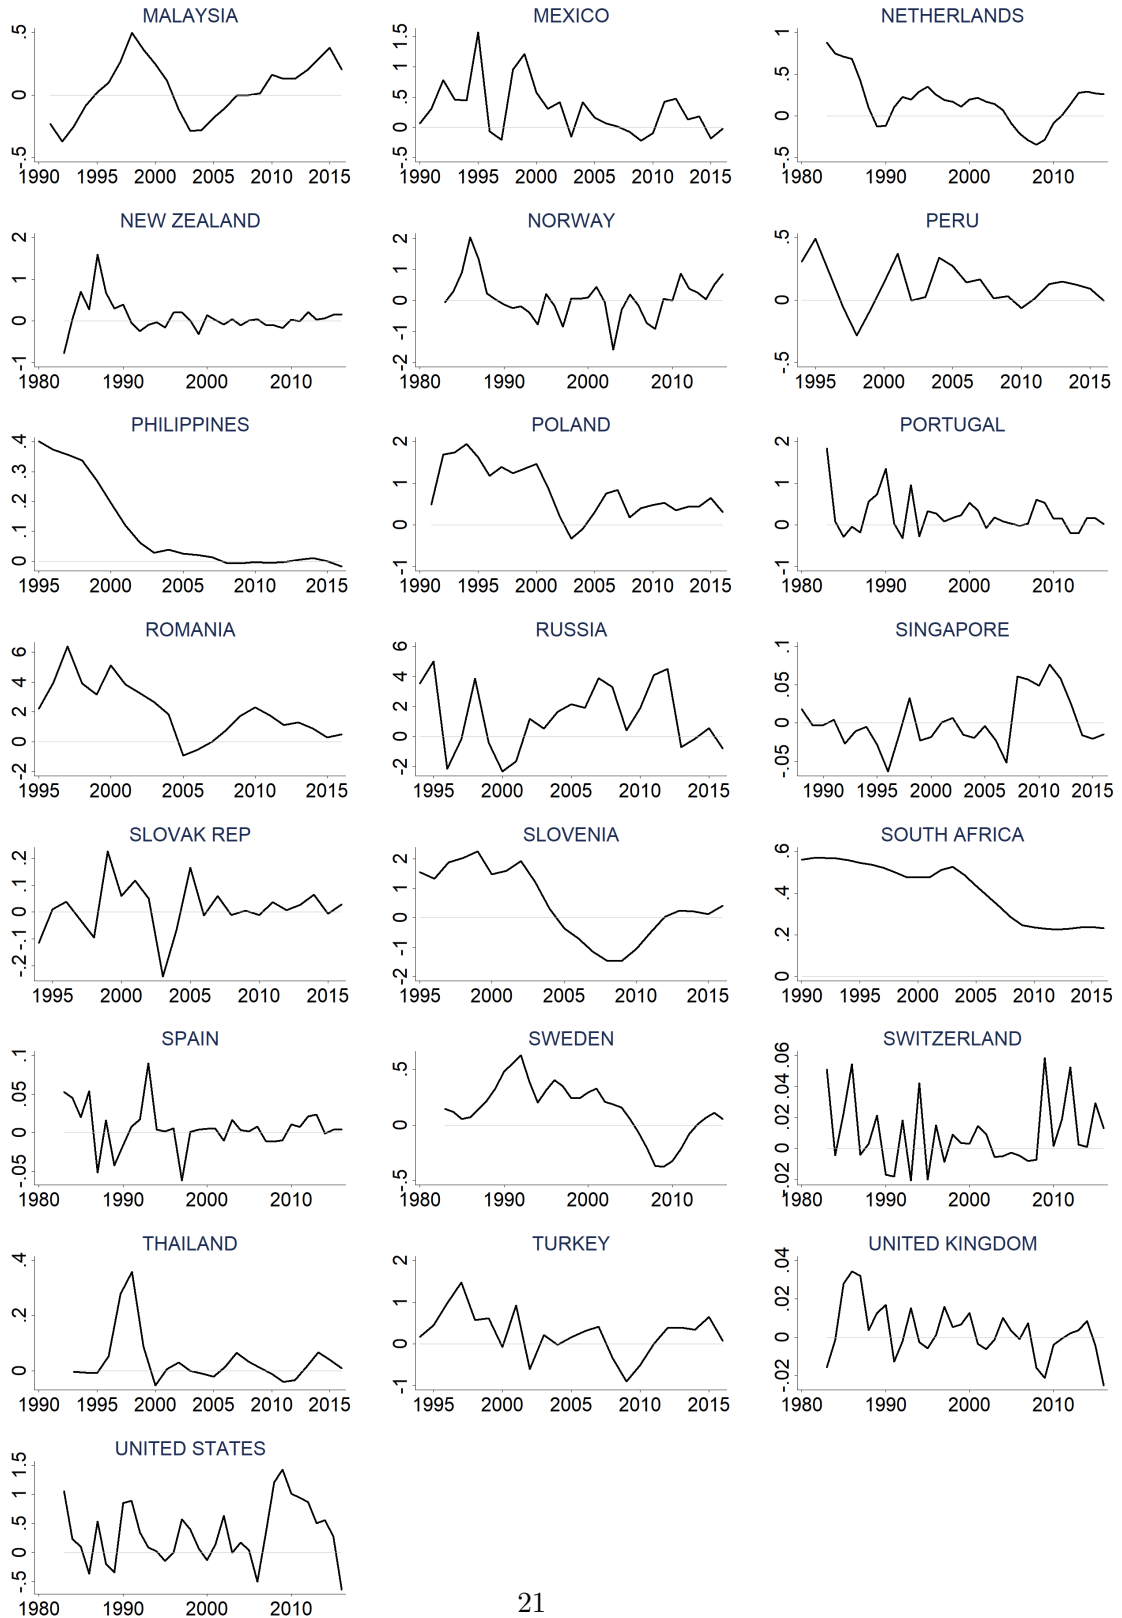 MALAYSIA MEXICO NETHERLANDS
.5 0 -.5 1.5 1 .5 0 -.5 1 .5 0 -.5
1990 1995 2000 2005 2010 2015 1990 1995 2000 2005 2010 2015 1980 1990 2000 2010
NEW ZEALAND NORWAY PERU
2 1 0 -1 2 1 0 -1 -2 .5 0 -.5
1980 1990 2000 2010 1980 1990 2000 2010 1995 2000 2005 2010 2015
PHILIPPINES POLAND PORTUGAL
.4 .3 .2 .1 0 2 1 0 -1 2 1 0 -1
1995 2000 2005 2010 2015 1990 1995 2000 2005 2010 2015 1980 1990 2000 2010
ROMANIA RUSSIA SINGAPORE
6 4 2 0 -2 6 4 2 0 -2 .1 .05 0 -.05
1995 2000 2005 2010 2015 1995 2000 2005 2010 2015 1990 1995 2000 2005 2010 2015
SLOVAK REP SLOVENIA SOUTH AFRICA
.2 .1 0 -.1 -.2 2 1 0 -1 -2 .6 .4 .2 0
1995 2000 2005 2010 2015 1995 2000 2005 2010 2015 1990 1995 2000 2005 2010 2015
SPAIN SWEDEN SWITZERLAND
.1 .05 0 -.05 .5 0 -.5 .06 .04 .02 0 -.02
1980 1990 2000 2010 1980 1990 2000 2010 1980 1990 2000 2010
THAILAND TURKEY UNITED KINGDOM
.4 .2 0 2 1 0 -1 .04 .02 0 -.02
1990 1995 2000 2005 2010 2015 1995 2000 2005 2010 2015 1980 1990 2000 2010
UNITED STATES
1.5 1 .5 0 -.5
1980 1990 2000 2010
21